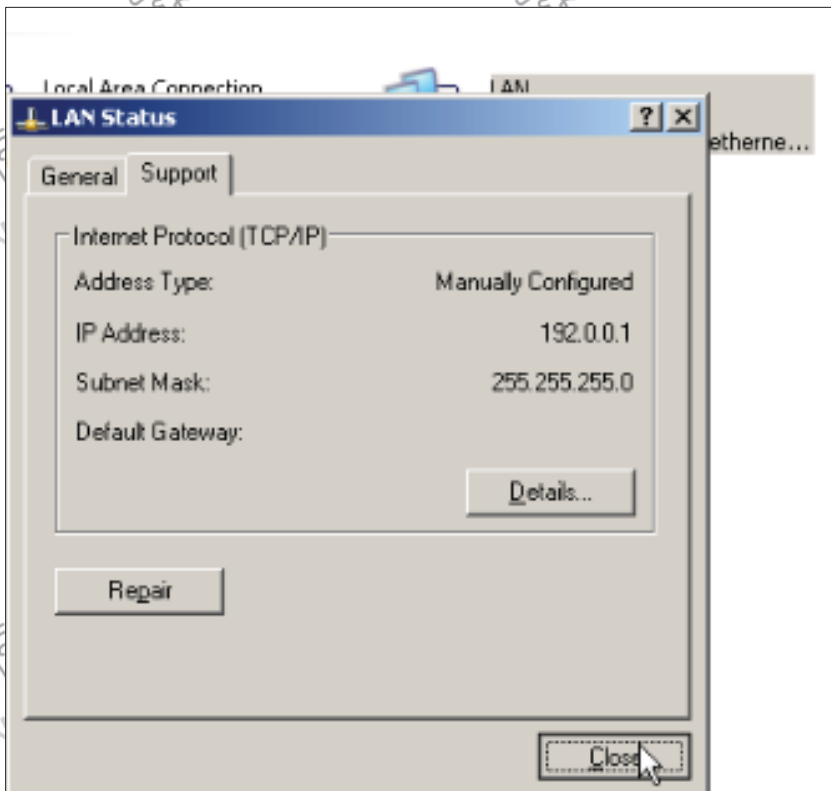 Local Area Connection
LAN
etherne...
LAN Status
General
Support
Internet Protocol (TCP/IP)
Address Type: Manually Configured
IP Address: 192.0.0.1
Subnet Mask: 255.255.255.0
Default Gateway:
Details...
Repair
Close